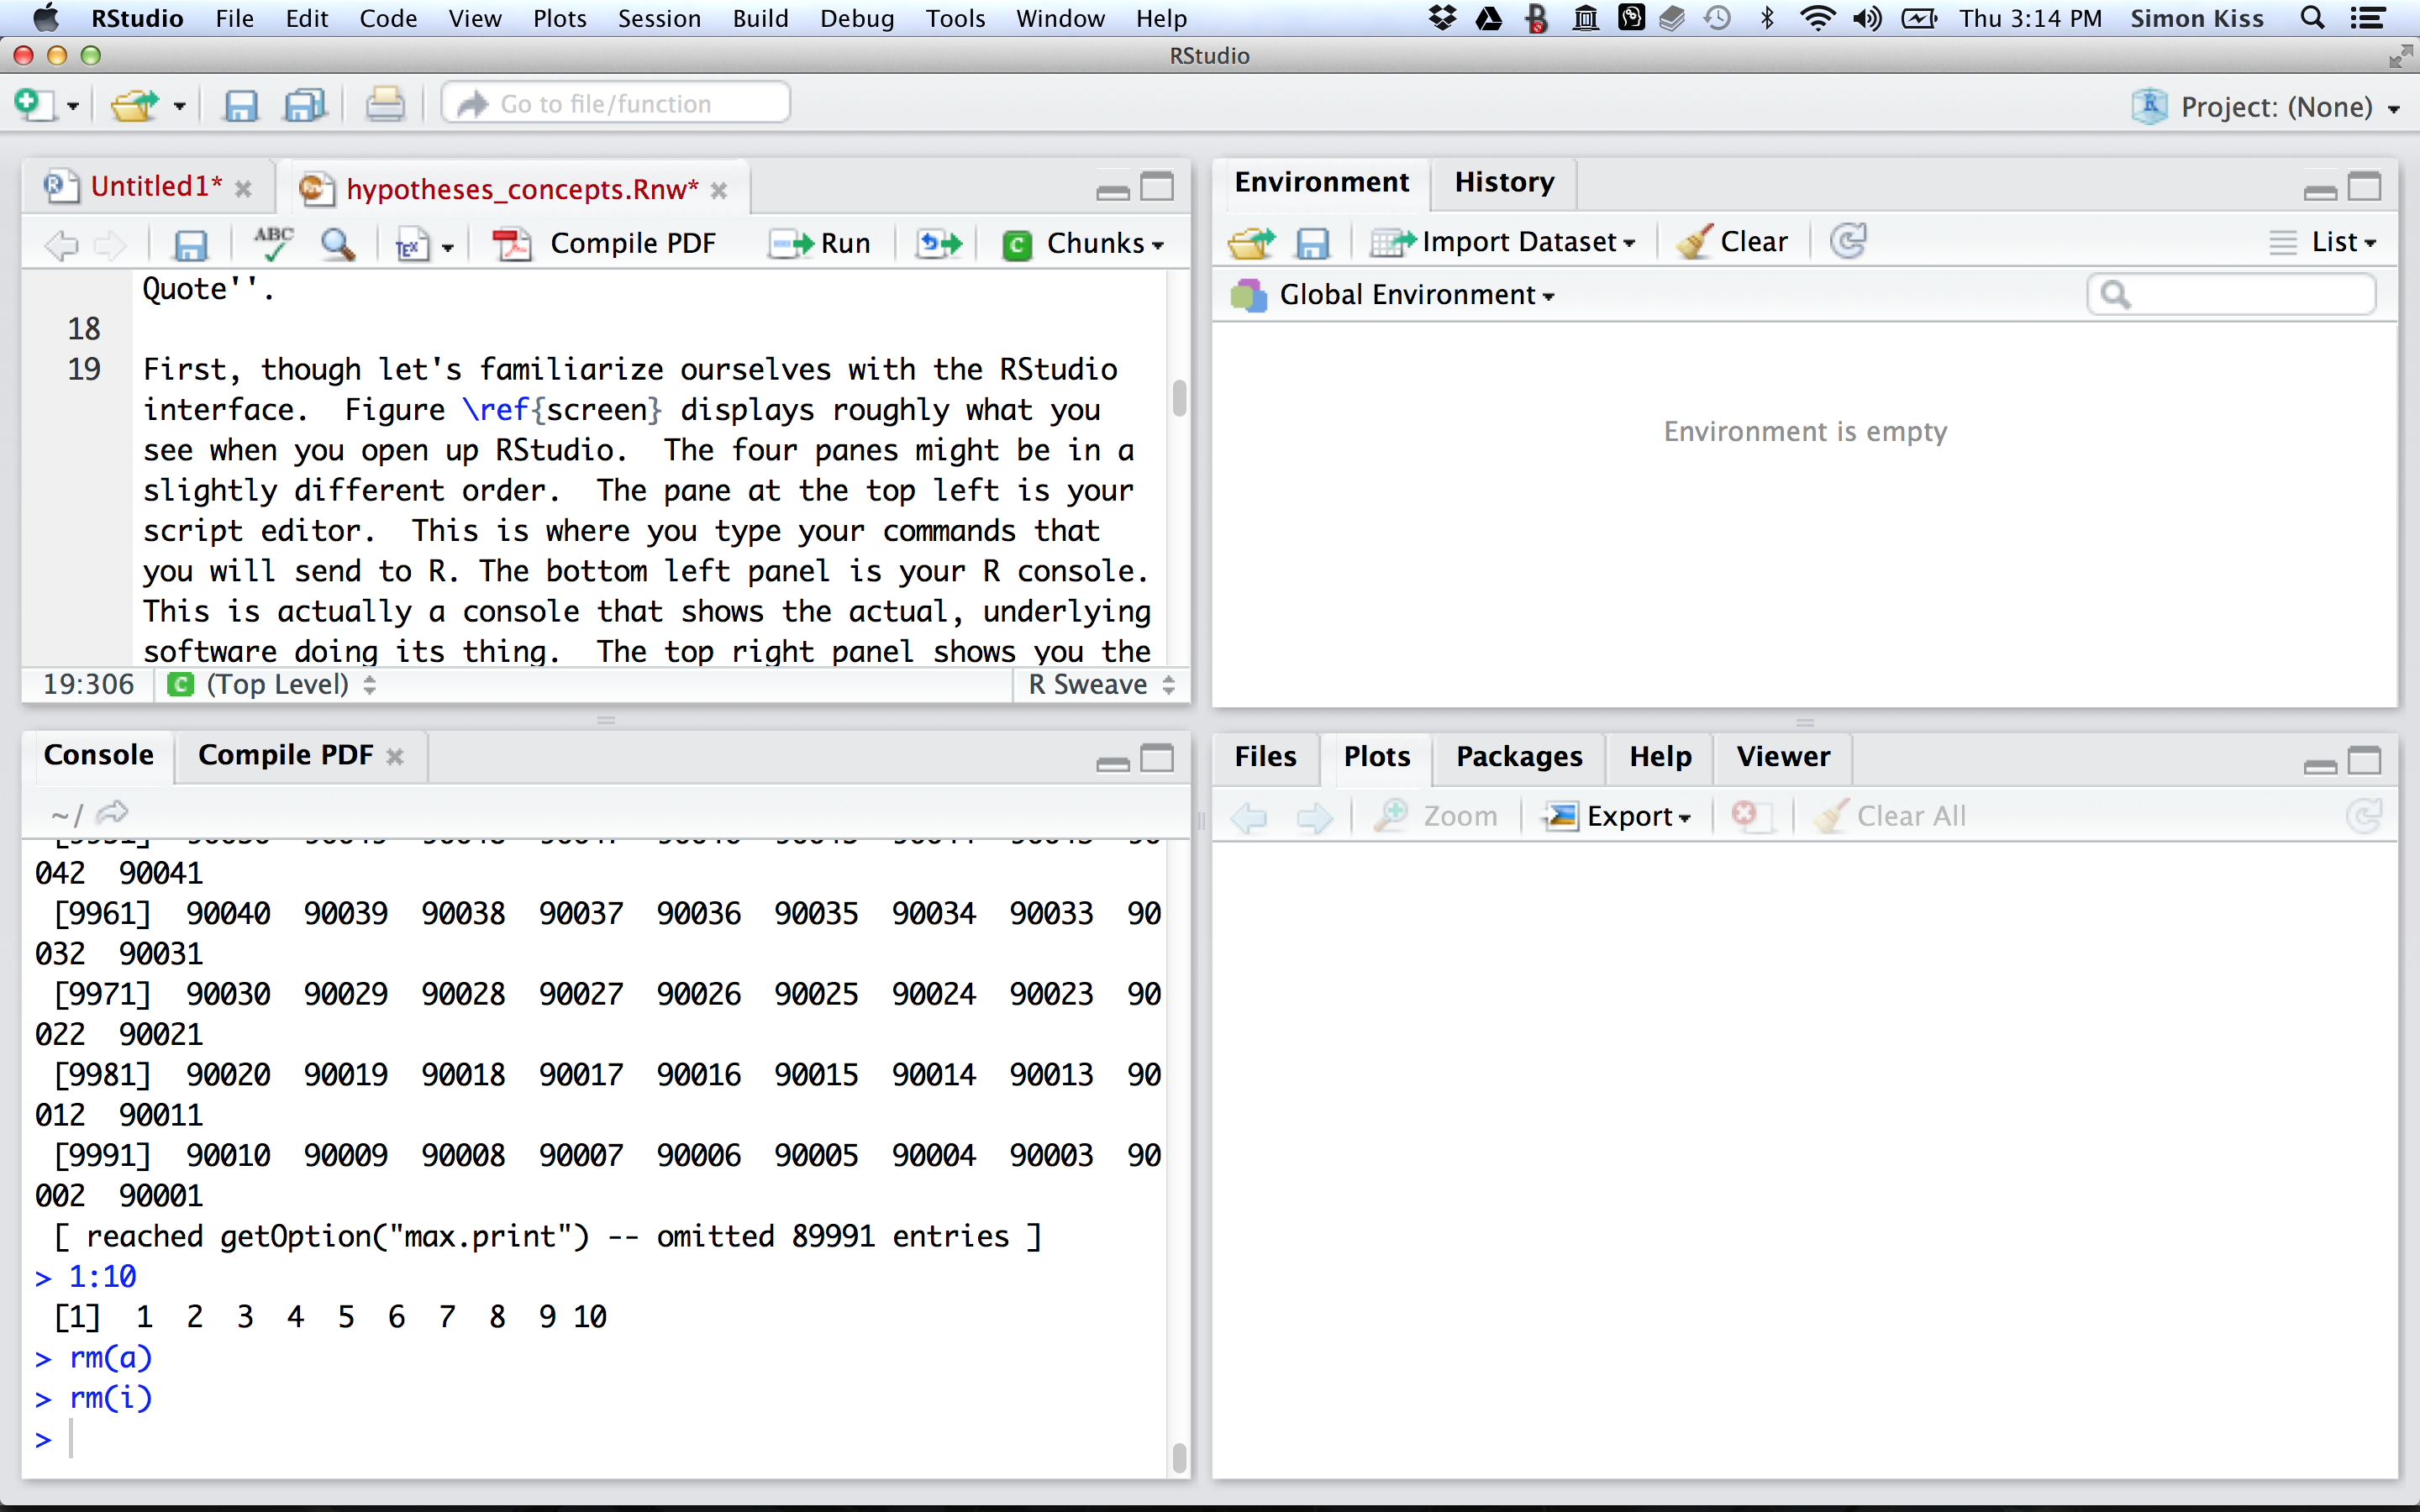 RStudio File Edit Code View Plots Session Build Debug Tools Window Help Thu 3:14 PM Simon Kiss
RStudio
Go to file/function
Project: (None)
Untitled1* hypotheses_concepts.Rnw*
ABC TEX Compile PDF Run Chunks
Quote''.
18
19 First, though let's familiarize ourselves with the RStudio
interface.  Figure \ref{screen} displays roughly what you
see when you open up RStudio.  The four panes might be in a
slightly different order.  The pane at the top left is your
script editor.  This is where you type your commands that
you will send to R. The bottom left panel is your R console.
This is actually a console that shows the actual, underlying
software doing its thing.  The top right panel shows you the
19:306 (Top Level) R Sweave
Environment History
Import Dataset Clear List
Global Environment
Environment is empty
Console Compile PDF
~/
042  90041
[9961]  90040  90039  90038  90037  90036  90035  90034  90033  90
032  90031
[9971]  90030  90029  90028  90027  90026  90025  90024  90023  90
022  90021
[9981]  90020  90019  90018  90017  90016  90015  90014  90013  90
012  90011
[9991]  90010  90009  90008  90007  90006  90005  90004  90003  90
002  90001
[ reached getOption("max.print") -- omitted 89991 entries ]
> 1:10
[1]  1  2  3  4  5  6  7  8  9 10
> rm(a)
> rm(i)
>
Files Plots Packages Help Viewer
Zoom Export Clear All